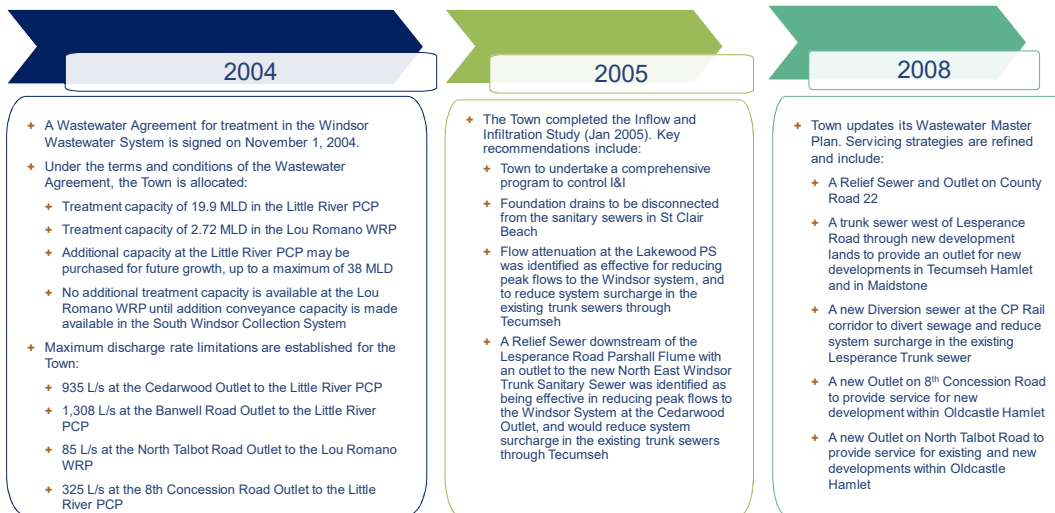 2004
+ A Wastewater Agreement for treatment in the Windsor
Wastewater System is signed on November 1, 2004.
+ Under the terms and conditions of the Wastewater
Agreement, the Town is allocated:
+ Treatment capacity of 19.9 MLD in the Little River PCP
+ Treatment capacity of 2.72 MLD in the Lou Romano WRP
+ Additional capacity at the Little River PCP may be
purchased for future growth, up to a maximum of 38 MLD
+ No additional treatment capacity is available at the Lou
Romano WRP until addition conveyance capacity is made
available in the South Windsor Collection System
+ Maximum discharge rate limitations are established for the
Town:
+ 935 L/s at the Cedarwood Outlet to the Little River PCP
+ 1,308 L/s at the Banwell Road Outlet to the Little River
PCP
+ 85 L/s at the North Talbot Road Outlet to the Lou Romano
WRP
+ 325 L/s at the 8th Concession Road Outlet to the Little
River PCP
2005
+ The Town completed the Inflow and
Infiltration Study (Jan 2005). Key
recommendations include:
+ Town to undertake a comprehensive
program to control I&I
+ Foundation drains to be disconnected
from the sanitary sewers in St Clair
Beach
+ Flow attenuation at the Lakewood PS
was identified as effective for reducing
peak flows to the Windsor system, and
to reduce system surcharge in the
existing trunk sewers through
Tecumseh
+ A Relief Sewer downstream of the
Lesperance Road Parshall Flume with
an outlet to the new North East Windsor
Trunk Sanitary Sewer was identified as
being effective in reducing peak flows to
the Windsor System at the Cedarwood
Outlet, and would reduce system
surcharge in the existing trunk sewers
through Tecumseh
2008
+ Town updates its Wastewater Master
Plan. Servicing strategies are refined
and include:
+ A Relief Sewer and Outlet on County
Road 22
+ A trunk sewer west of Lesperance
Road through new development
lands to provide an outlet for new
developments in Tecumseh Hamlet
and in Maidstone
+ A new Diversion sewer at the CP Rail
corridor to divert sewage and reduce
system surcharge in the existing
Lesperance Trunk sewer
+ A new Outlet on 8th Concession Road
to provide service for new
development within Oldcastle Hamlet
+ A new Outlet on North Talbot Road to
provide service for existing and new
developments within Oldcastle
Hamlet